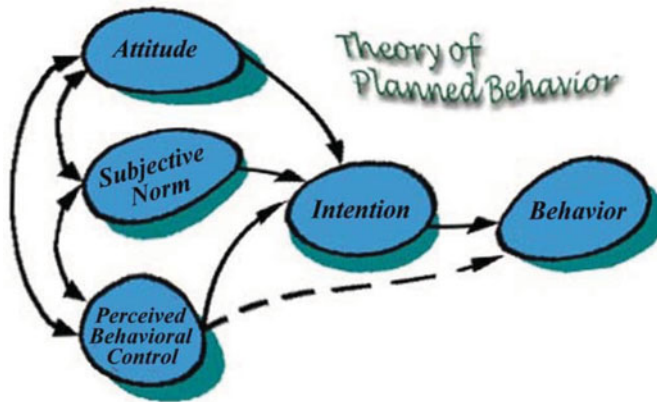 Attitude
Theory of
Planned Behavior
Subjective
Norm
Intention
Behavior
Perceived
Behavioral
Control